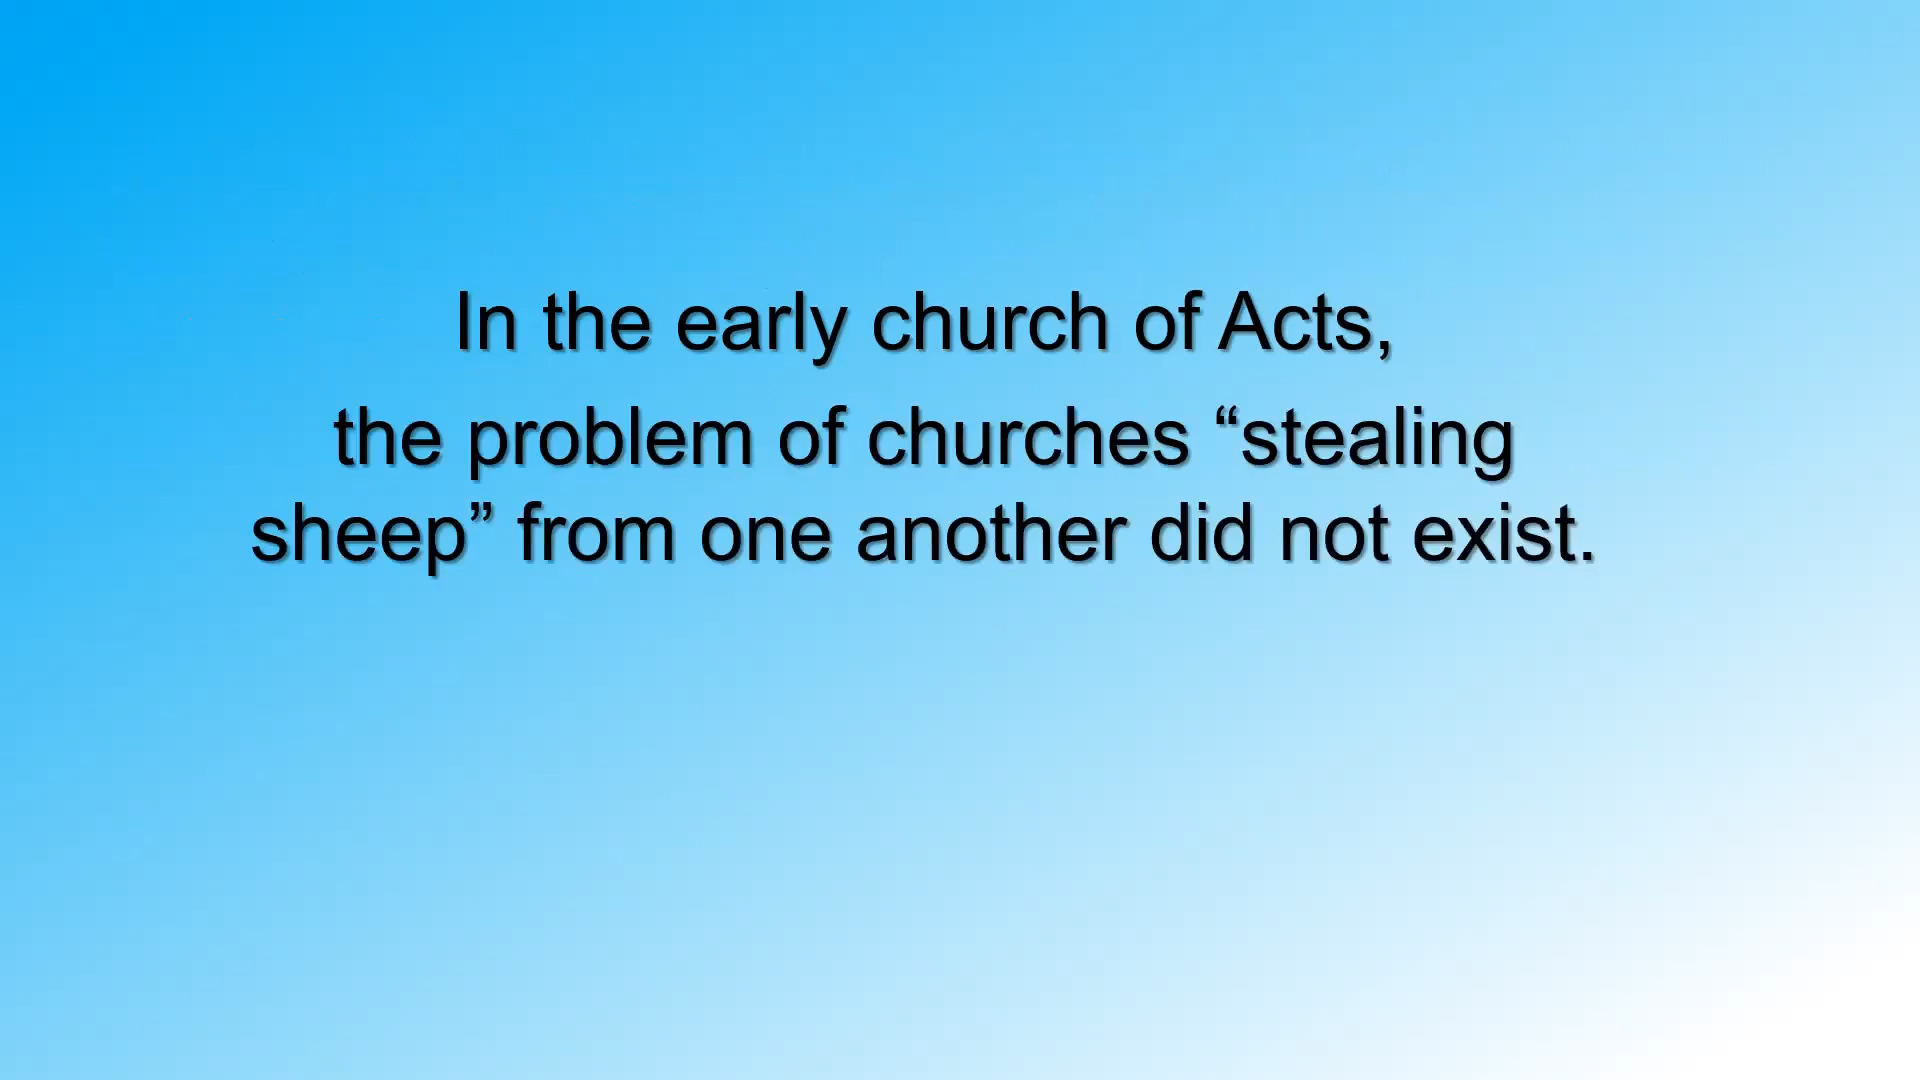 In the early church of Acts,
the problem of churches “stealing
sheep” from one another did not exist.